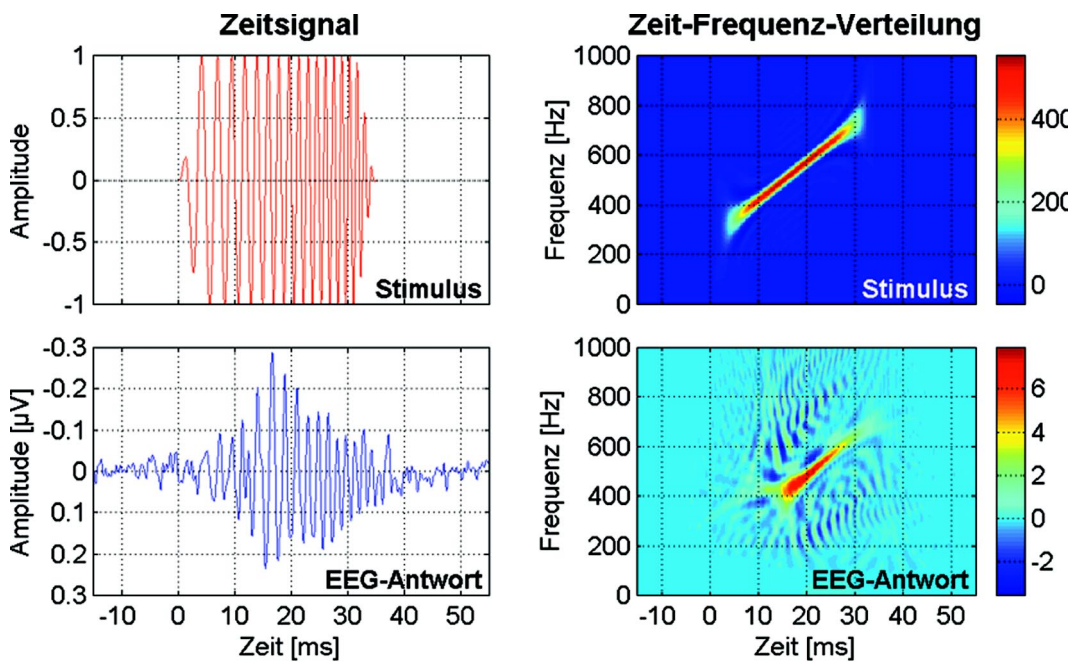 Zeitsignal
Zeit-Frequenz-Verteilung
Amplitude
1
0.5
0
-0.5
-1
Stimulus
Frequenz [Hz]
1000
800
600
400
200
0
Stimulus
400
200
0
Amplitude [µV]
-0.3
-0.2
-0.1
0
0.1
0.2
0.3
EEG-Antwort
-10 0 10 20 30 40 50
Zeit [ms]
Frequenz [Hz]
1000
800
600
400
200
0
EEG-Antwort
-10 0 10 20 30 40 50
Zeit [ms]
6
4
2
0
-2